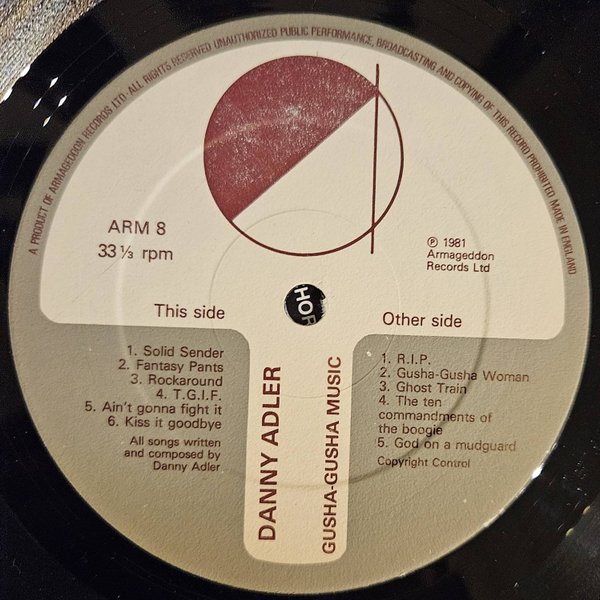 A PRODUCT OF ARMAGEDDON RECORDS LTD· ALL RIGHTS RESERVED UNAUTHORIZED PUBLIC PERFORMANCE, BROADCASTING AND COPYING OF THIS RECORD PROHIBITED MADE IN ENGLAND
ARM 8
33 ⅓ rpm
℗ 1981
Armageddon
Records Ltd
This side
1. Solid Sender
2. Fantasy Pants
3. Rockaround
4. T.G.I.F.
5. Ain't gonna fight it
6. Kiss it goodbye
All songs written
and composed by
Danny Adler
DANNY ADLER
GUSHA-GUSHA MUSIC
Other side
1. R.I.P.
2. Gusha-Gusha Woman
3. Ghost Train
4. The ten
commandments of
the boogie
5. God on a mudguard
Copyright Control
HOR